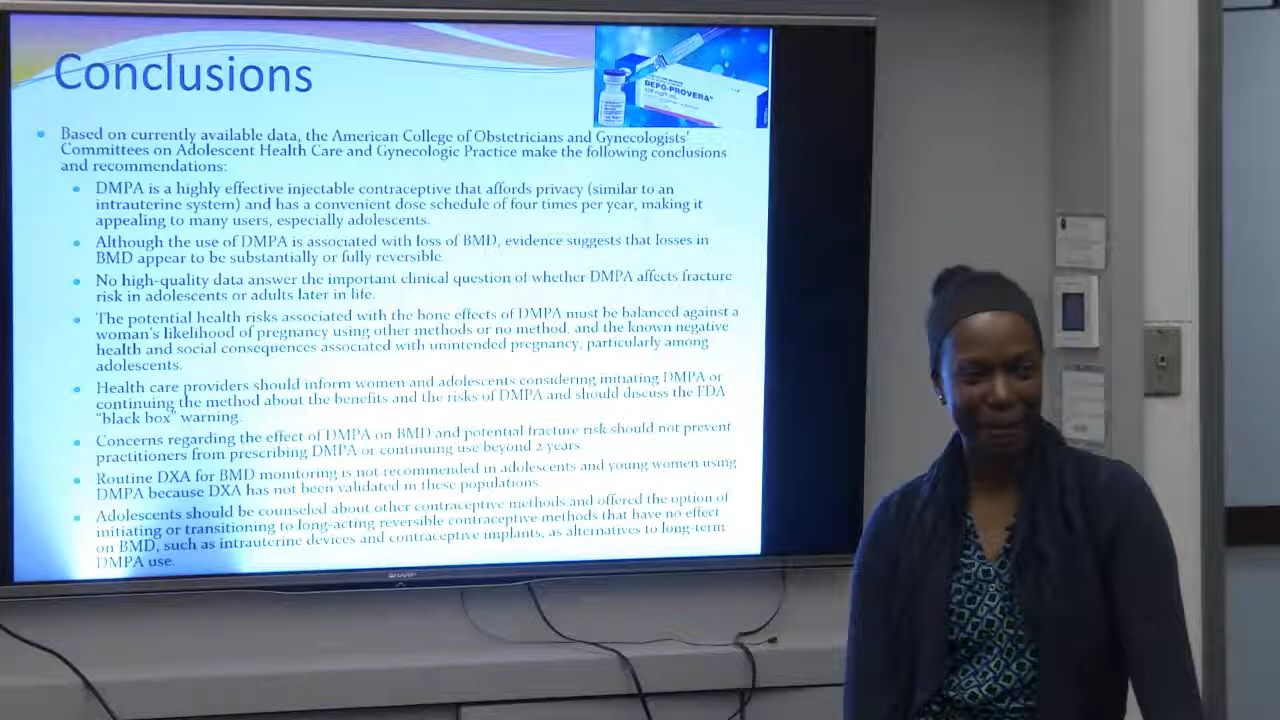 Conclusions
DEPO-PROVERA®
Based on currently available data, the American College of Obstetricians and Gynecologists'
Committees on Adolescent Health Care and Gynecologic Practice make the following conclusions
and recommendations:
DMPA is a highly effective injectable contraceptive that affords privacy (similar to an
intrauterine system) and has a convenient dose schedule of four times per year, making it
appealing to many users, especially adolescents.
Although the use of DMPA is associated with loss of BMD, evidence suggests that losses in
BMD appear to be substantially or fully reversible.
No high-quality data answer the important clinical question of whether DMPA affects fracture
risk in adolescents or adults later in life.
The potential health risks associated with the bone effects of DMPA must be balanced against a
woman's likelihood of pregnancy using other methods or no method, and the known negative
health and social consequences associated with unintended pregnancy, particularly among
adolescents.
Health care providers should inform women and adolescents considering initiating DMPA or
continuing the method about the benefits and the risks of DMPA and should discuss the FDA
"black box" warning.
Concerns regarding the effect of DMPA on BMD and potential fracture risk should not prevent
practitioners from prescribing DMPA or continuing use beyond 2 years.
Routine DXA for BMD monitoring is not recommended in adolescents and young women using
DMPA because DXA has not been validated in these populations.
Adolescents should be counseled about other contraceptive methods and offered the option of
initiating or transitioning to long-acting reversible contraceptive methods that have no effect
on BMD, such as intrauterine devices and contraceptive implants, as alternatives to long-term
DMPA use.
SHARP